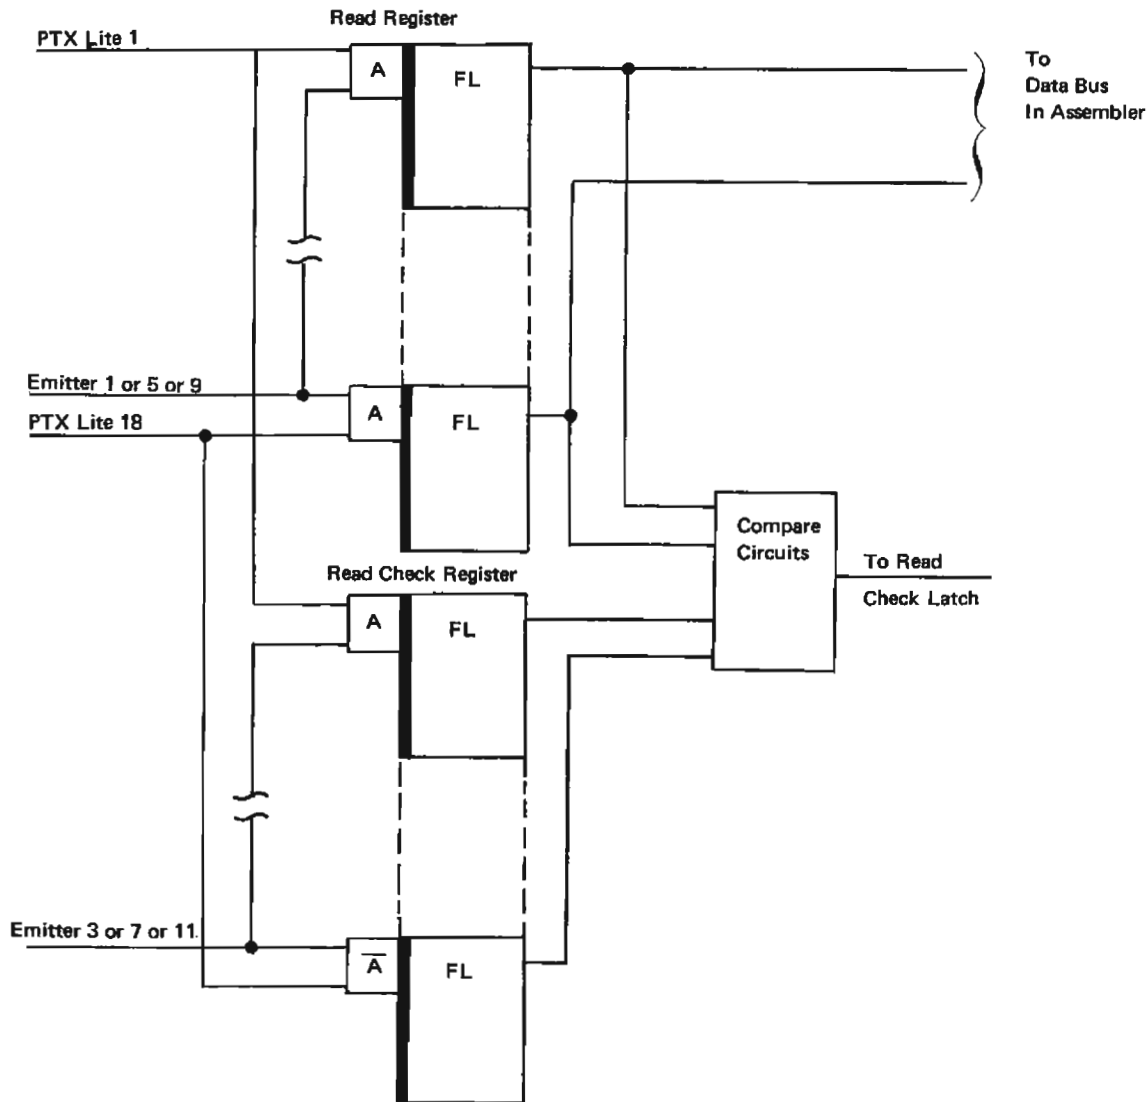 Read Register
PTX Lite 1
A
FL
To
Data Bus
In Assembler
Emitter 1 or 5 or 9
PTX Lite 18
A
FL
Compare
Circuits
To Read
Check Latch
Read Check Register
A
FL
Emitter 3 or 7 or 11
A
FL